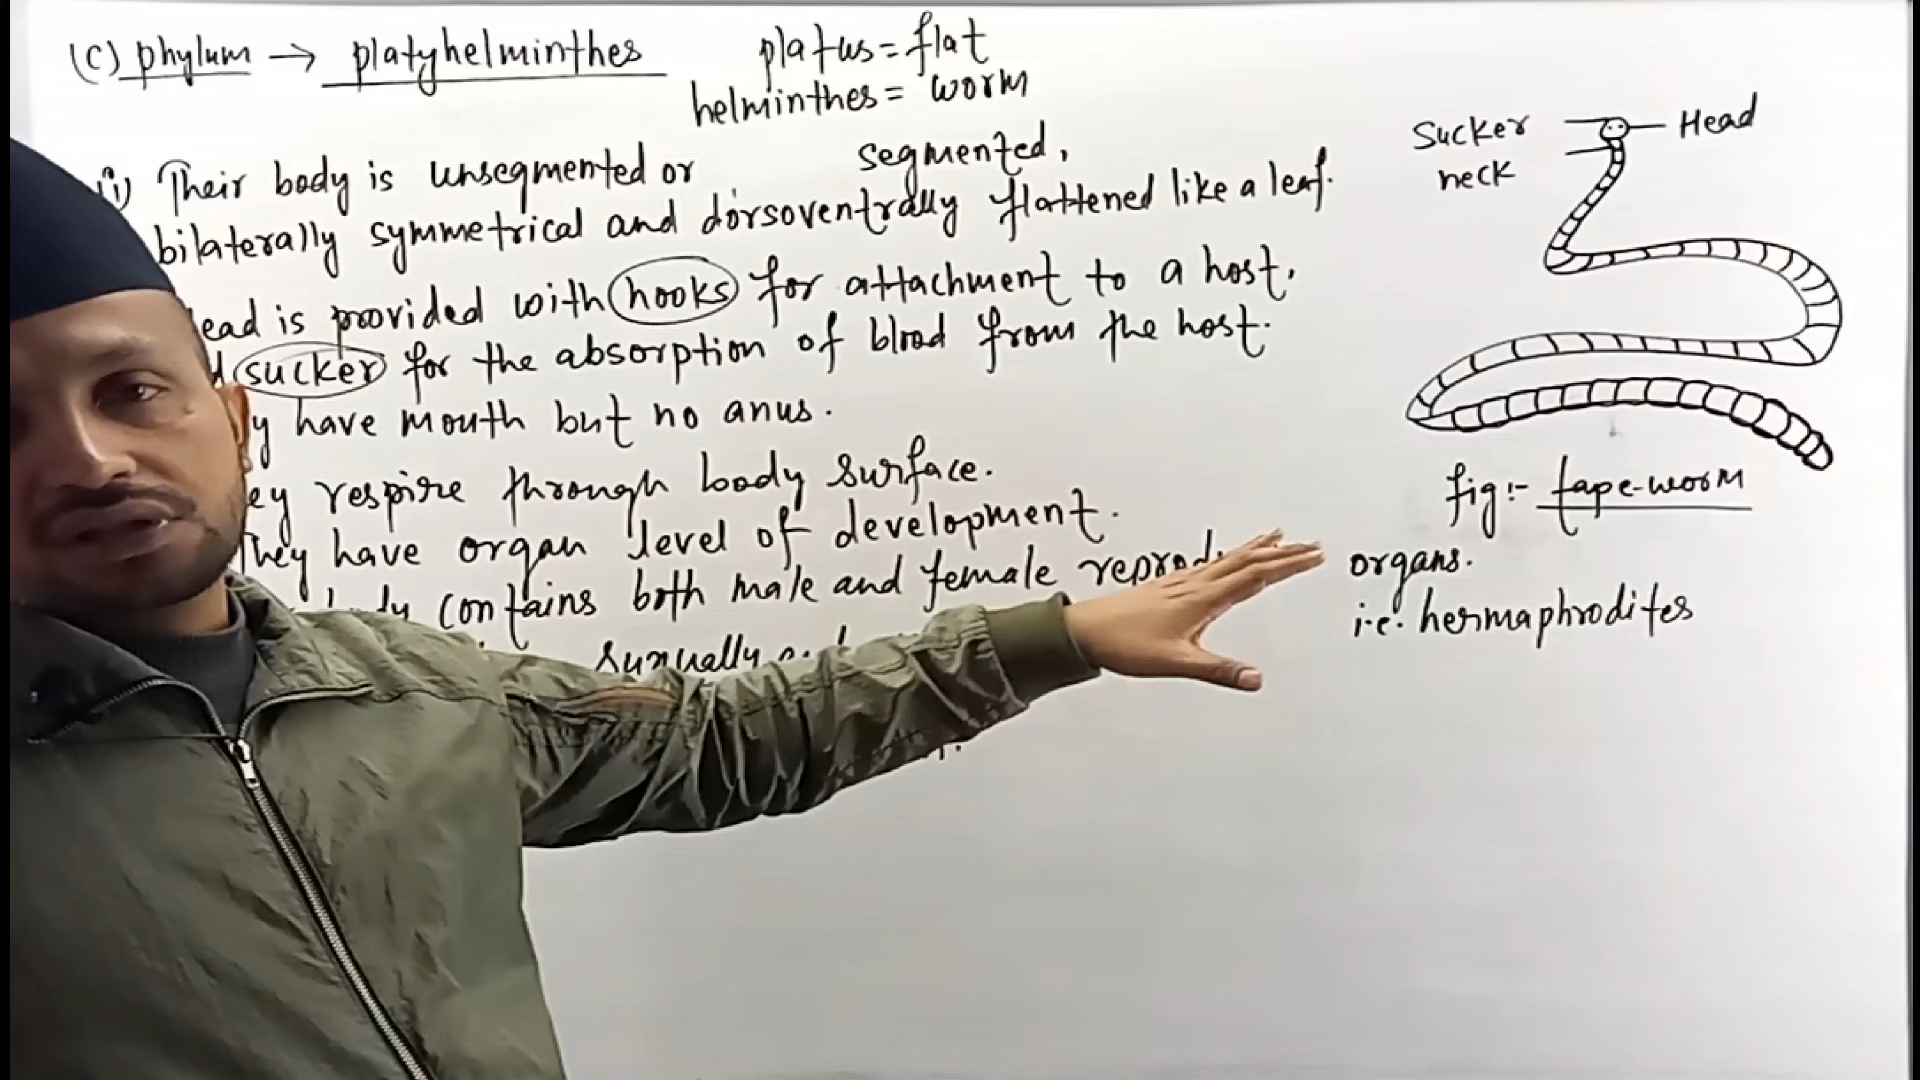 (C) phylum → platyhelminthes
platus = flat
helminthes = worm
(i) Their body is unsegmented or segmented,
bilaterally symmetrical and dorsoventrally flattened like a leaf.
ead is provided with hooks for attachment to a host.
sucker for the absorption of blood from the host.
y have mouth but no anus.
ey respire through body surface.
They have organ level of development.
contains both male and female reprod organs.
i.e. hermaphrodites
Sucker
neck
Head
fig:- tape-worm